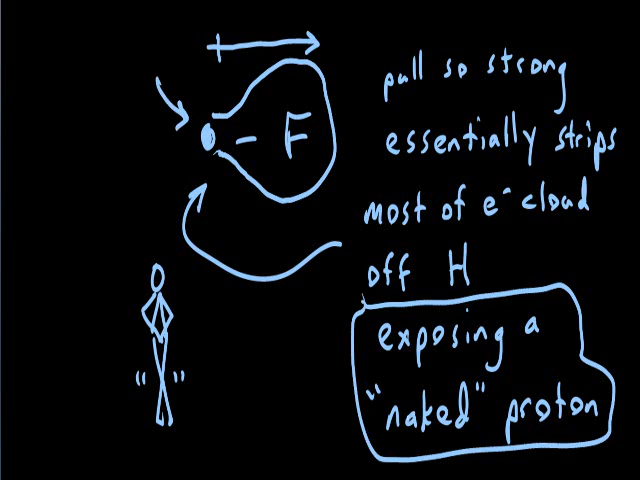 - F
pull so strong
essentially strips
most of e⁻ cloud
off H
exposing a
"naked" proton
" "